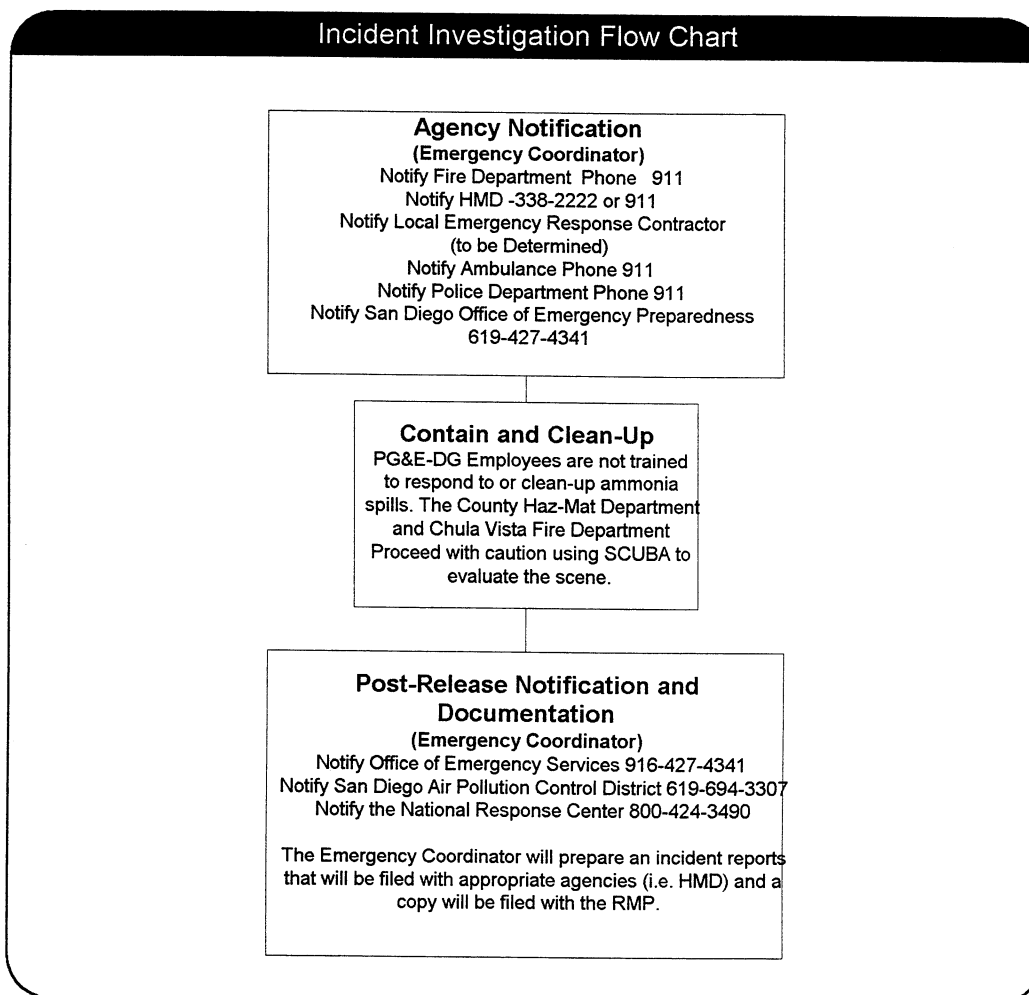 Incident Investigation Flow Chart
Agency Notification
(Emergency Coordinator)
Notify Fire Department Phone 911
Notify HMD -338-2222 or 911
Notify Local Emergency Response Contractor
(to be Determined)
Notify Ambulance Phone 911
Notify Police Department Phone 911
Notify San Diego Office of Emergency Preparedness
619-427-4341
Contain and Clean-Up
PG&E-DG Employees are not trained
to respond to or clean-up ammonia
spills. The County Haz-Mat Department
and Chula Vista Fire Department
Proceed with caution using SCUBA to
evaluate the scene.
Post-Release Notification and
Documentation
(Emergency Coordinator)
Notify Office of Emergency Services 916-427-4341
Notify San Diego Air Pollution Control District 619-694-3307
Notify the National Response Center 800-424-3490
The Emergency Coordinator will prepare an incident reports
that will be filed with appropriate agencies (i.e. HMD) and a
copy will be filed with the RMP.